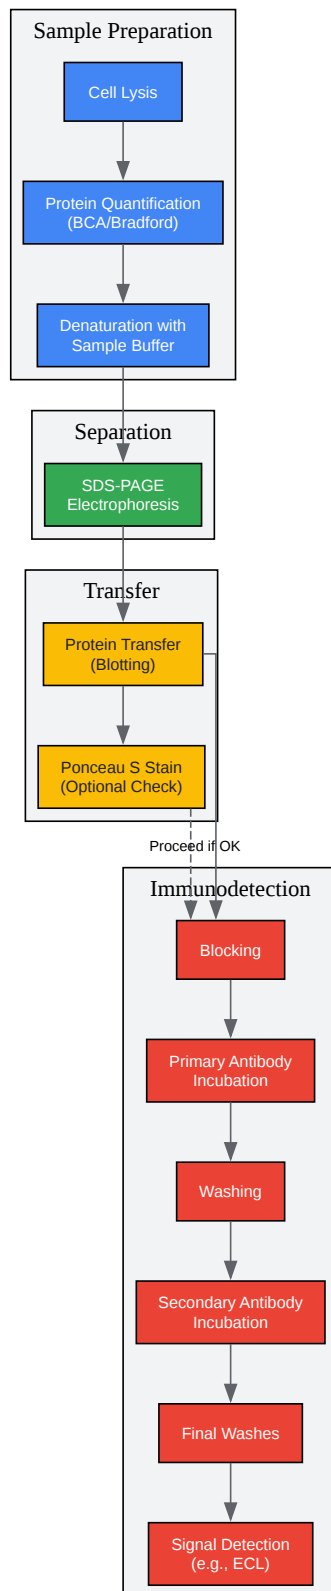 Sample Preparation
Cell Lysis
Protein Quantification
(BCA/Bradford)
Denaturation with
Sample Buffer
Separation
SDS-PAGE
Electrophoresis
Transfer
Protein Transfer
(Blotting)
Ponceau S Stain
(Optional Check)
Proceed if OK
Immunodetection
Blocking
Primary Antibody
Incubation
Washing
Secondary Antibody
Incubation
Final Washes
Signal Detection
(e.g., ECL)